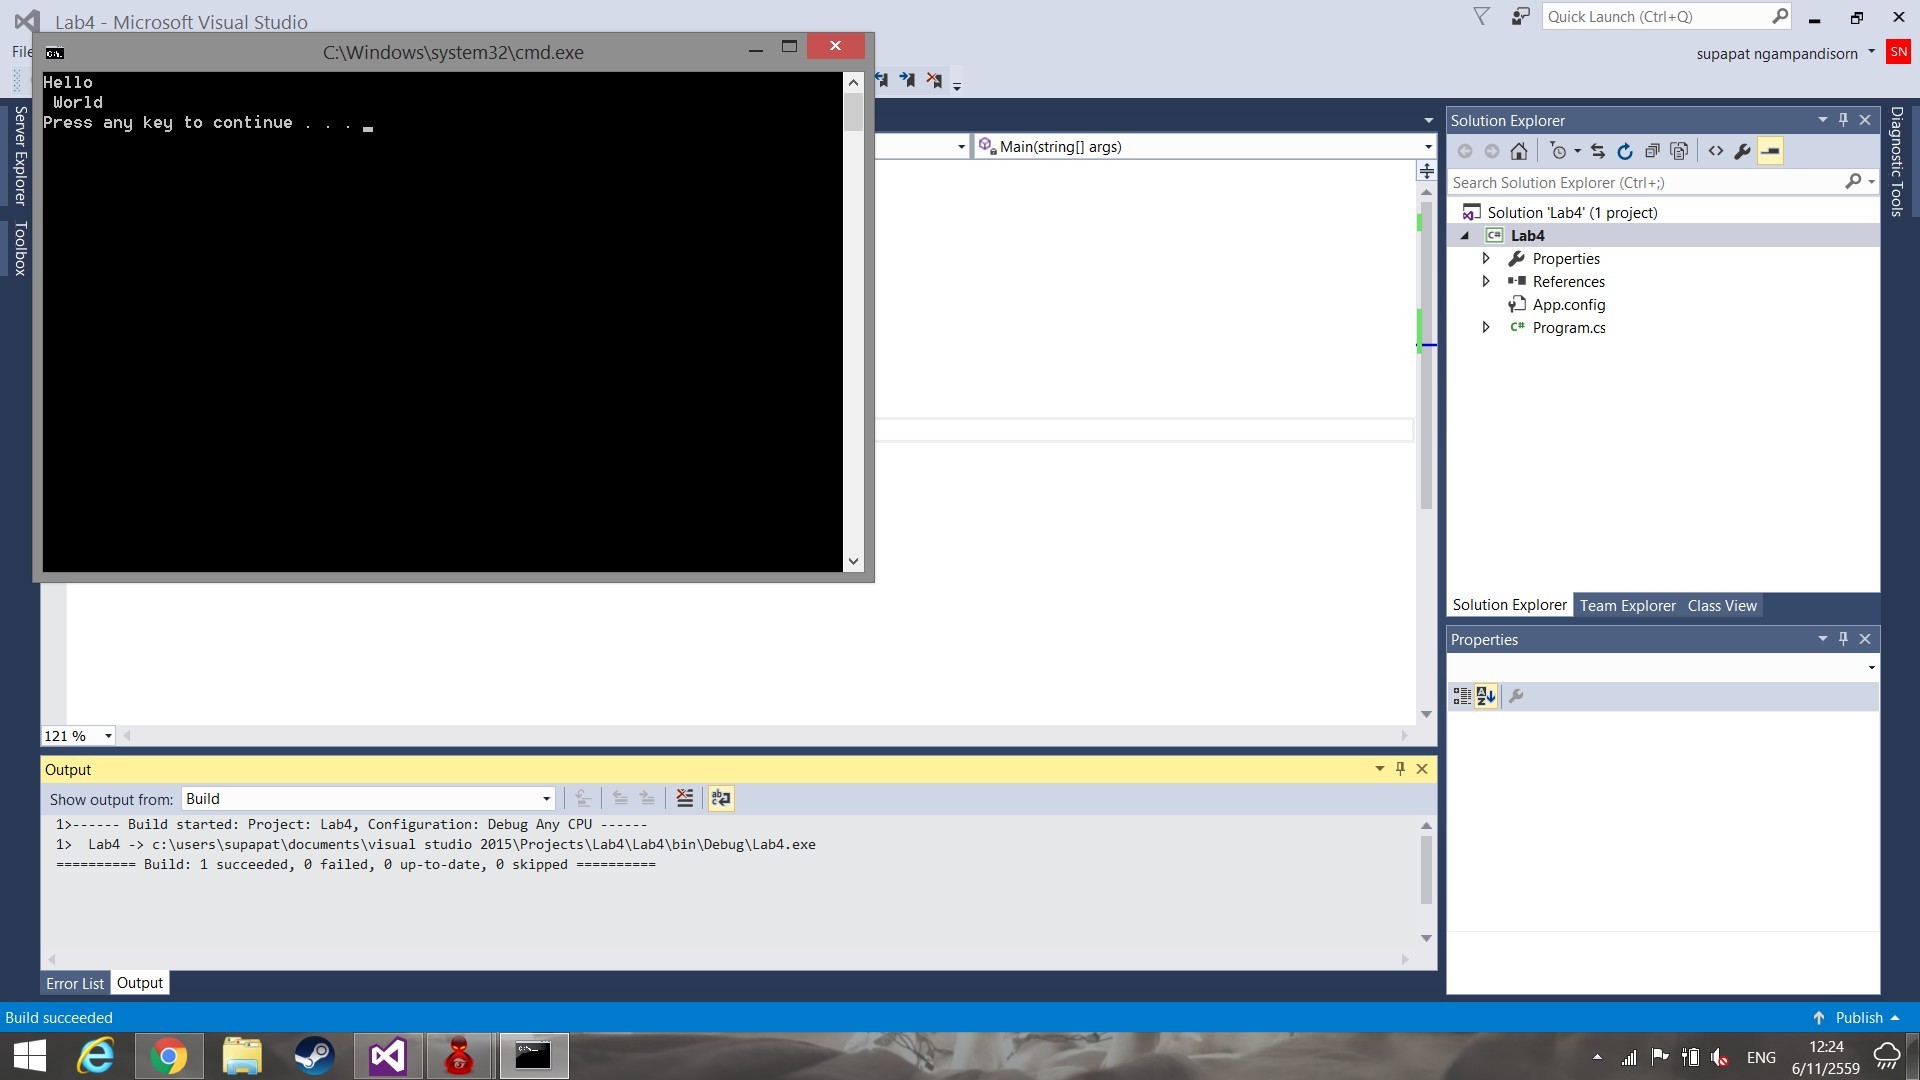 Lab4 - Microsoft Visual Studio
Quick Launch (Ctrl+Q)
File
C:\Windows\system32\cmd.exe
supapat ngampandisorn
SN
Hello
 World
Press any key to continue . . .
Server Explorer
Toolbox
Main(string[] args)
Solution Explorer
Search Solution Explorer (Ctrl+;)
Solution 'Lab4' (1 project)
C# Lab4
Properties
References
App.config
C# Program.cs
Diagnostic Tools
Solution Explorer Team Explorer Class View
Properties
121 %
Output
Show output from: Build
1>------ Build started: Project: Lab4, Configuration: Debug Any CPU ------
1>  Lab4 -> c:\users\supapat\documents\visual studio 2015\Projects\Lab4\Lab4\bin\Debug\Lab4.exe
========== Build: 1 succeeded, 0 failed, 0 up-to-date, 0 skipped ==========
Error List Output
Build succeeded
Publish
ENG
12:24
6/11/2559